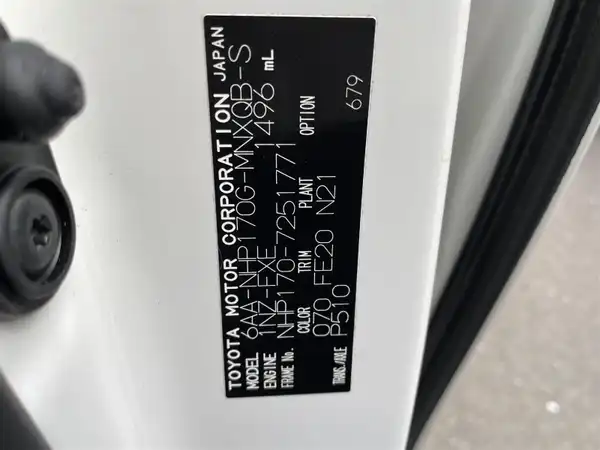 TOYOTA MOTOR CORPORATION JAPAN
MODEL 6AA-NHP170G-MNXQB-S
ENGINE 1NZ-FXE 1496 mL
FRAME No. NHP170-7251771
COLOR TRIM PLANT OPTION
070 FE20 N21 679
TRANS./AXLE P510